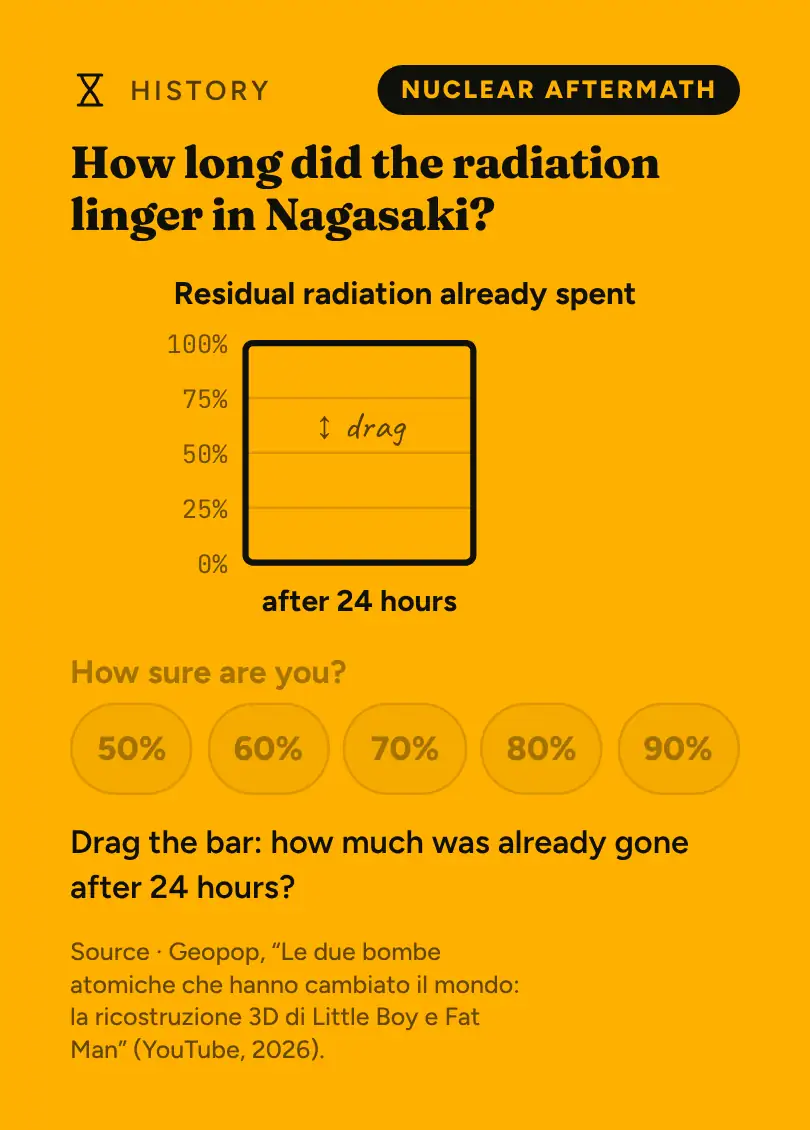 HISTORY
NUCLEAR AFTERMATH
How long did the radiation
linger in Nagasaki?
Residual radiation already spent
100%
75%
↕ drag
50%
25%
0%
after 24 hours
How sure are you?
50% 60% 70% 80% 90%
Drag the bar: how much was already gone
after 24 hours?
Source · Geopop, “Le due bombe
atomiche che hanno cambiato il mondo:
la ricostruzione 3D di Little Boy e Fat
Man” (YouTube, 2026).